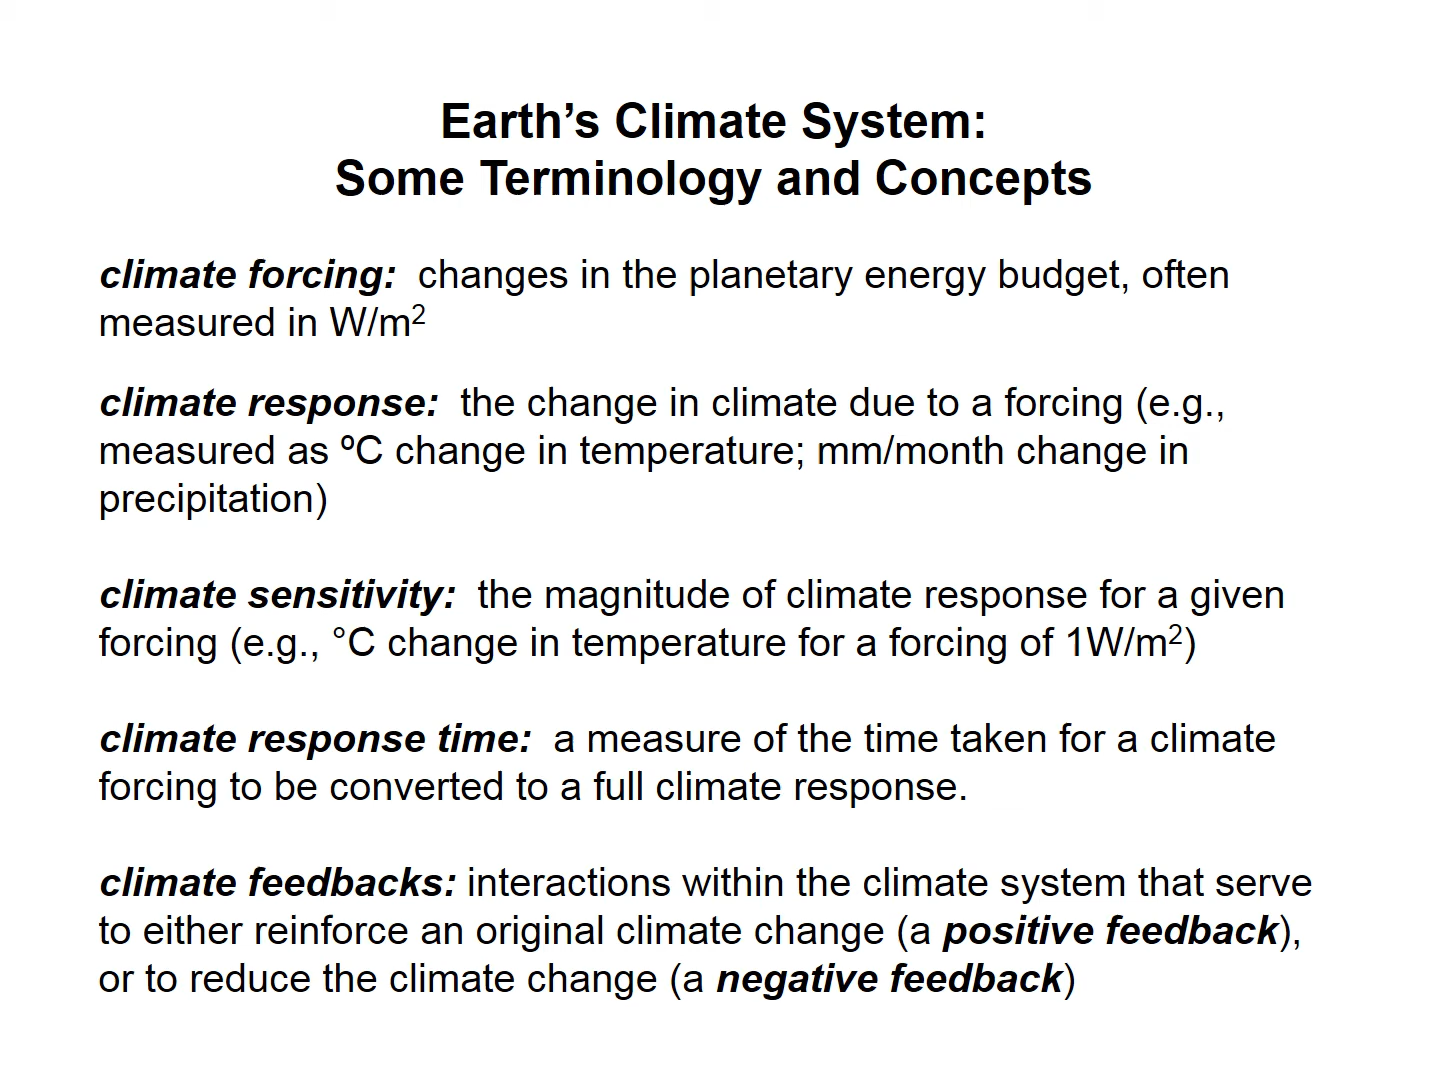 Earth’s Climate System:
Some Terminology and Concepts
climate forcing:  changes in the planetary energy budget, often
measured in W/m²
climate response:  the change in climate due to a forcing (e.g.,
measured as ºC change in temperature; mm/month change in
precipitation)
climate sensitivity:  the magnitude of climate response for a given
forcing (e.g., °C change in temperature for a forcing of 1W/m²)
climate response time:  a measure of the time taken for a climate
forcing to be converted to a full climate response.
climate feedbacks: interactions within the climate system that serve
to either reinforce an original climate change (a positive feedback),
or to reduce the climate change (a negative feedback)